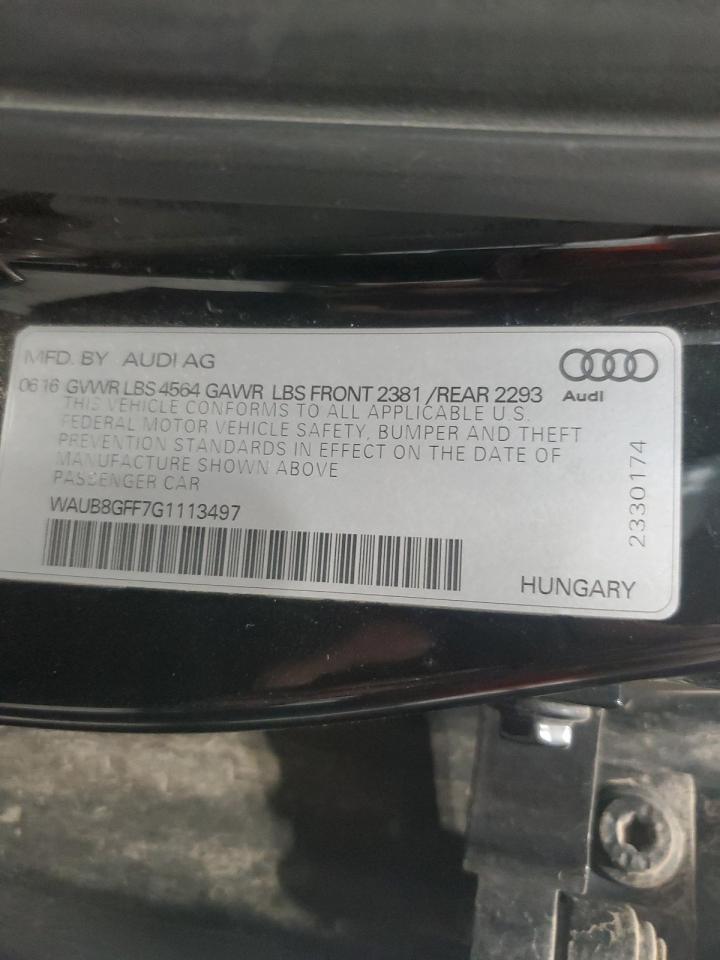 MFD. BY AUDI AG
06 16 GVWR LBS 4564 GAWR LBS FRONT 2381 /REAR 2293
Audi
THIS VEHICLE CONFORMS TO ALL APPLICABLE U.S.
FEDERAL MOTOR VEHICLE SAFETY, BUMPER AND THEFT
PREVENTION STANDARDS IN EFFECT ON THE DATE OF
MANUFACTURE SHOWN ABOVE
PASSENGER CAR
WAUB8GFF7G1113497
2330174
HUNGARY